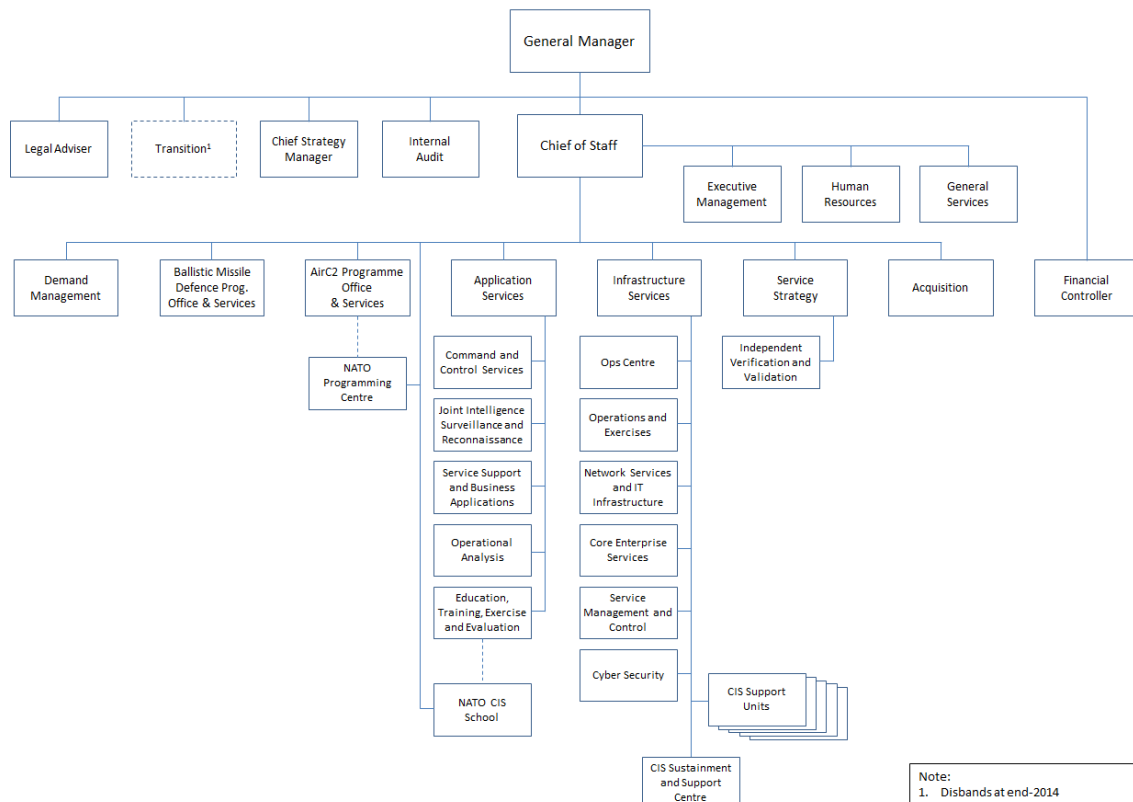 General Manager
Legal Adviser
Transition¹
Chief Strategy
Manager
Internal
Audit
Chief of Staff
Executive
Management
Human
Resources
General
Services
Demand
Management
Ballistic Missile
Defence Prog.
Office & Services
AirC2 Programme
Office
& Services
Application
Services
Infrastructure
Services
Service
Strategy
Acquisition
Financial
Controller
NATO
Programming
Centre
Command and
Control Services
Ops Centre
Independent
Verification and
Validation
Joint Intelligence
Surveillance and
Reconnaissance
Operations and
Exercises
Service Support
and Business
Applications
Network Services
and IT
Infrastructure
Operational
Analysis
Core Enterprise
Services
Education,
Training, Exercise
and Evaluation
Service
Management and
Control
Cyber Security
NATO CIS
School
CIS Support
Units
CIS Sustainment
and Support
Centre
Note:
1. Disbands at end-2014